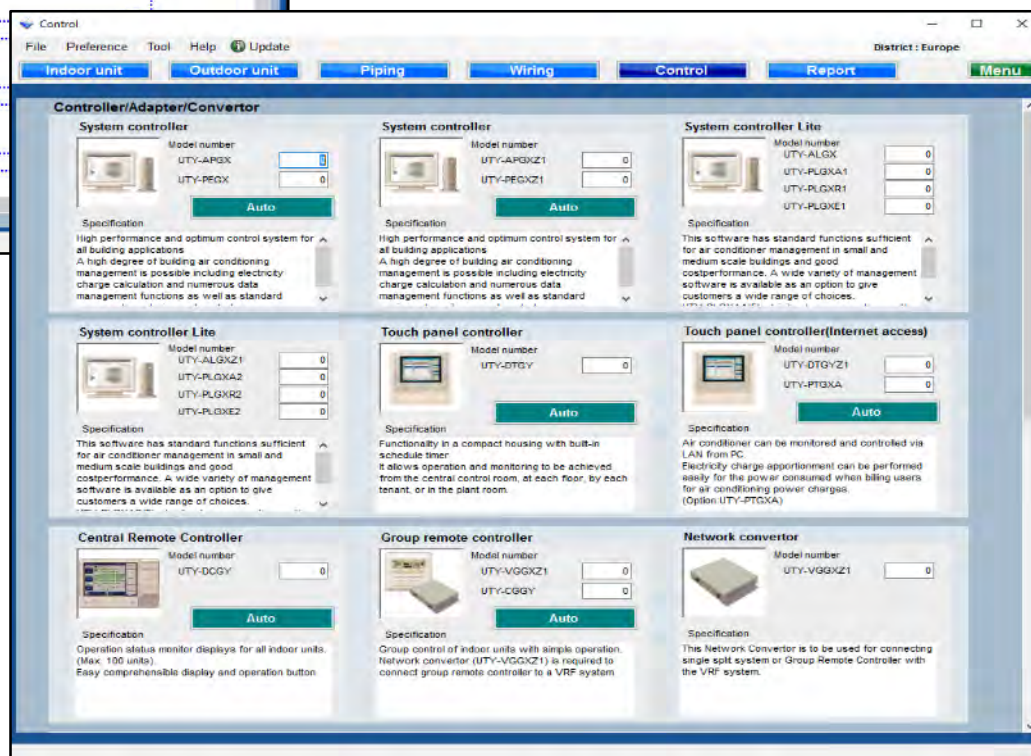 Control
File Preference Tool Help Update
District : Europe
Indoor unit Outdoor unit Piping Wiring Control Report Menu
Controller/Adapter/Convertor
System controller
Model number
UTY-APGX 0
UTY-PEGX 0
Auto
Specification
High performance and optimum control system for
all building applications
A high degree of building air conditioning
management is possible including electricity
charge calculation and numerous data
management functions as well as standard
System controller
Model number
UTY-APGXZ1 0
UTY-PEGXZ1 0
Auto
Specification
High performance and optimum control system for
all building applications
A high degree of building air conditioning
management is possible including electricity
charge calculation and numerous data
management functions as well as standard
System controller Lite
Model number
UTY-ALGX 0
UTY-PLGXA1 0
UTY-PLGXR1 0
UTY-PLGXE1 0
Specification
This software has standard functions sufficient
for air conditioner management in small and
medium scale buildings and good
costperformance. A wide variety of management
software is available as an option to give
customers a wide range of choices.
System controller Lite
Model number
UTY-ALGXZ1 0
UTY-PLGXA2 0
UTY-PLGXR2 0
UTY-PLGXE2 0
Specification
This software has standard functions sufficient
for air conditioner management in small and
medium scale buildings and good
costperformance. A wide variety of management
software is available as an option to give
customers a wide range of choices.
Touch panel controller
Model number
UTY-DTGY 0
Auto
Specification
Functionality in a compact housing with built-in
schedule timer
It allows operation and monitoring to be achieved
from the central control room, at each floor, by each
tenant, or in the plant room.
Touch panel controller(Internet access)
Model number
UTY-DTGYZ1 0
UTY-PTGXA 0
Auto
Specification
Air conditioner can be monitored and controlled via
LAN from PC.
Electricity charge apportionment can be performed
easily for the power consumed when billing users
for air conditioning power charges.
(Option:UTY-PTGXA)
Central Remote Controller
Model number
UTY-DCGY 0
Auto
Specification
Operation status monitor displays for all indoor units.
(Max. 100 units).
Easy comprehensible display and operation button
Group remote controller
Model number
UTY-VGGXZ1 0
UTY-CGGY 0
Auto
Specification
Group control of indoor units with simple operation.
Network convertor (UTY-VGGXZ1) is required to
connect group remote controller to a VRF system
Network convertor
Model number
UTY-VGGXZ1 0
Specification
This Network Convertor is to be used for connecting
single split system or Group Remote Controller with
the VRF system.